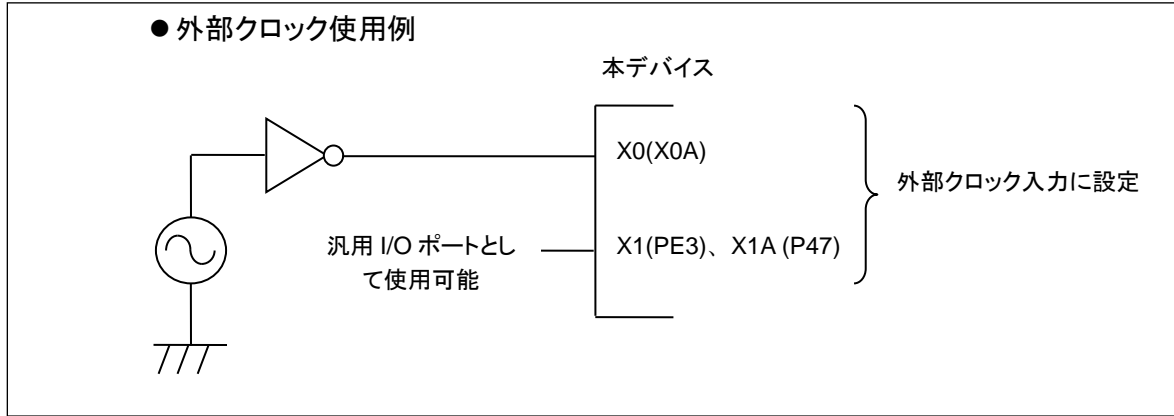 ● 外部クロック使用例
本デバイス
X0(X0A)
外部クロック入力に設定
汎用 I/O ポートとし
て使用可能
X1(PE3)、X1A (P47)